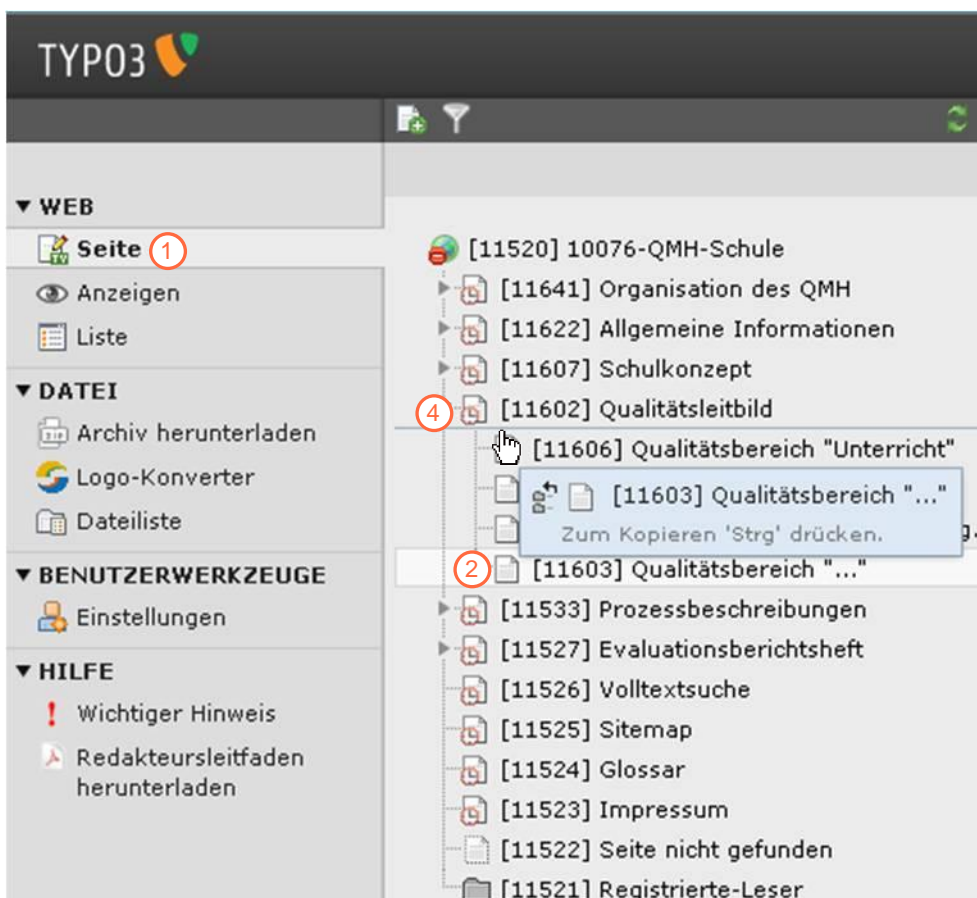 TYPO3
WEB
Seite 1
Anzeigen
Liste
DATEI
Archiv herunterladen
Logo-Konverter
Dateiliste
BENUTZERWERKZEUGE
Einstellungen
HILFE
Wichtiger Hinweis
Redakteursleitfaden
herunterladen
[11520] 10076-QMH-Schule
[11641] Organisation des QMH
[11622] Allgemeine Informationen
[11607] Schulkonzept
4 [11602] Qualitätsleitbild
[11606] Qualitätsbereich "Unterricht"
[11603] Qualitätsbereich "..."
Zum Kopieren 'Strg' drücken.
2 [11603] Qualitätsbereich "..."
[11533] Prozessbeschreibungen
[11527] Evaluationsberichtsheft
[11526] Volltextsuche
[11525] Sitemap
[11524] Glossar
[11523] Impressum
[11522] Seite nicht gefunden
[11521] Registrierte-Leser